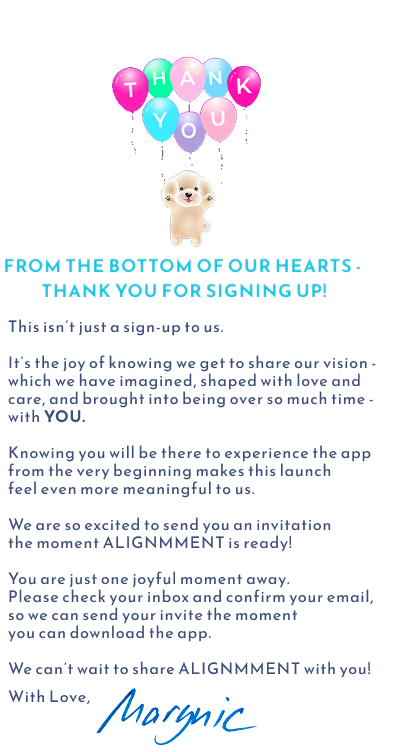 THANK
YOU
FROM THE BOTTOM OF OUR HEARTS -
THANK YOU FOR SIGNING UP!
This isn't just a sign-up to us.
It's the joy of knowing we get to share our vision -
which we have imagined, shaped with love and
care, and brought into being over so much time -
with YOU.
Knowing you will be there to experience the app
from the very beginning makes this launch
feel even more meaningful to us.
We are so excited to send you an invitation
the moment ALIGNMMENT is ready!
You are just one joyful moment away.
Please check your inbox and confirm your email,
so we can send your invite the moment
you can download the app.
We can't wait to share ALIGNMMENT with you!
With Love,
Marynic